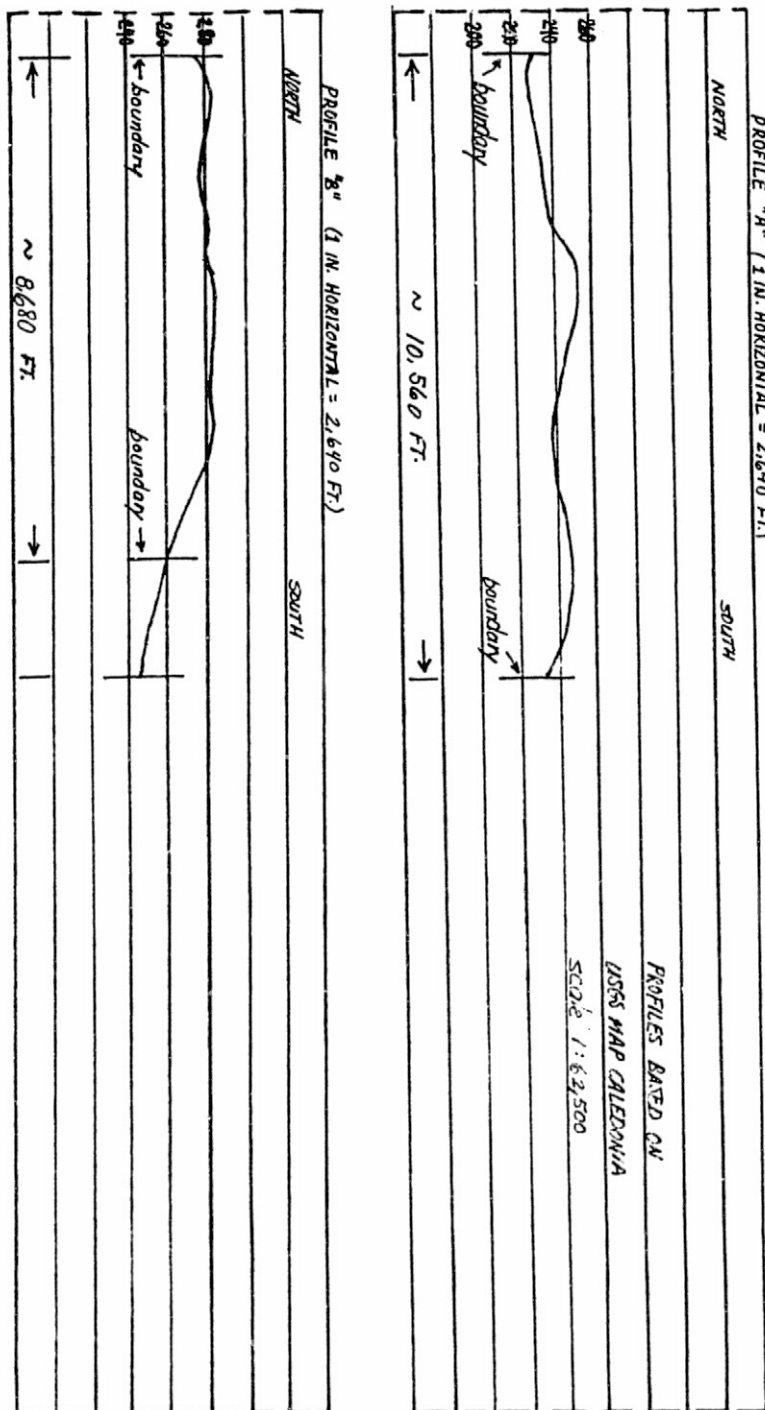 PROFILE "A" (1 IN. HORIZONTAL = 2,640 FT.)
NORTH
SOUTH
260
240
220
200
boundary
boundary
~ 10,560 FT.
PROFILES BASED ON
USGS MAP CALEDONIA
scale 1:62,500
PROFILE "B" (1 IN. HORIZONTAL = 2,640 FT.)
NORTH
SOUTH
280
260
240
boundary
boundary
~ 8,680 FT.